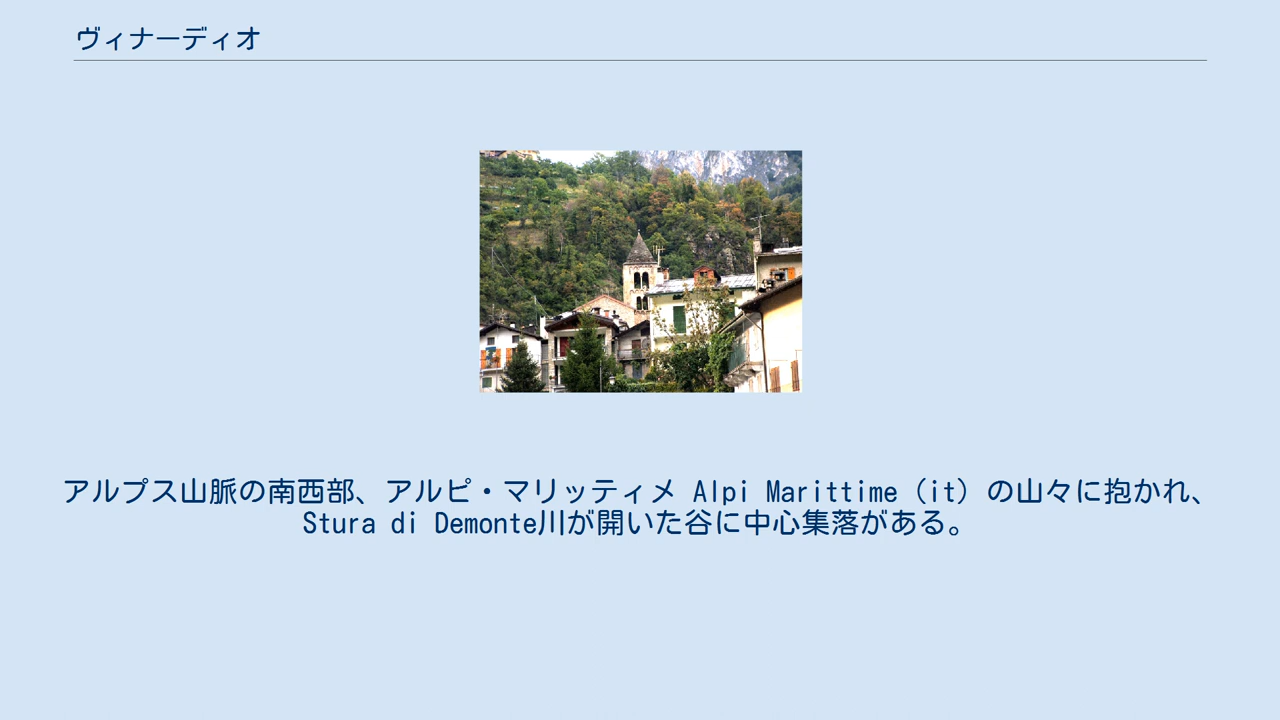 ヴィナーディオ
アルプス山脈の南西部、アルピ・マリッティメ Alpi Marittime (it) の山々に抱かれ、
Stura di Demonte川が開いた谷に中心集落がある。